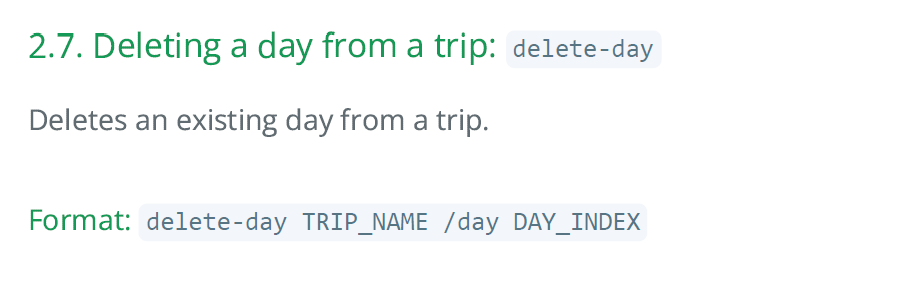 2.7. Deleting a day from a trip: delete-day
Deletes an existing day from a trip.
Format: delete-day TRIP_NAME /day DAY_INDEX